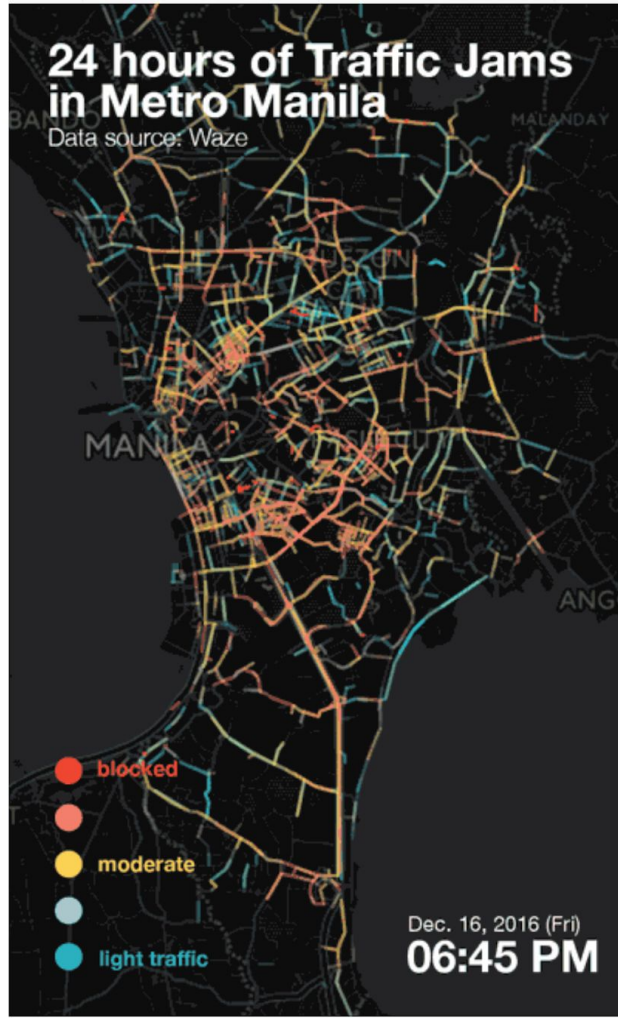 24 hours of Traffic Jams
in Metro Manila
Data source: Waze
MALANDAY
MANILA
ANG
blocked
moderate
light traffic
Dec. 16, 2016 (Fri)
06:45 PM